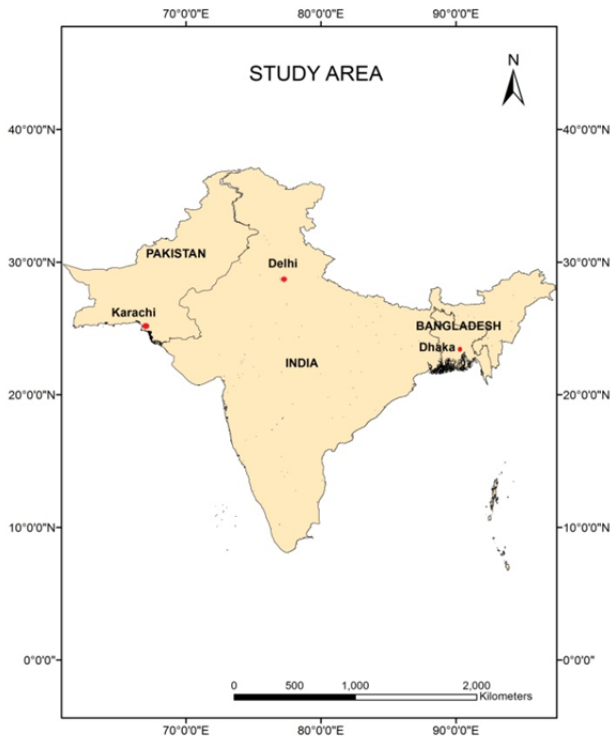 70°0'0"E 80°0'0"E 90°0'0"E
STUDY AREA
N
40°0'0"N 40°0'0"N
PAKISTAN
30°0'0"N Delhi 30°0'0"N
Karachi
BANGLADESH
Dhaka
INDIA
20°0'0"N 20°0'0"N
10°0'0"N 10°0'0"N
0°0'0" 0°0'0"
0 500 1,000 2,000
Kilometers
70°0'0"E 80°0'0"E 90°0'0"E